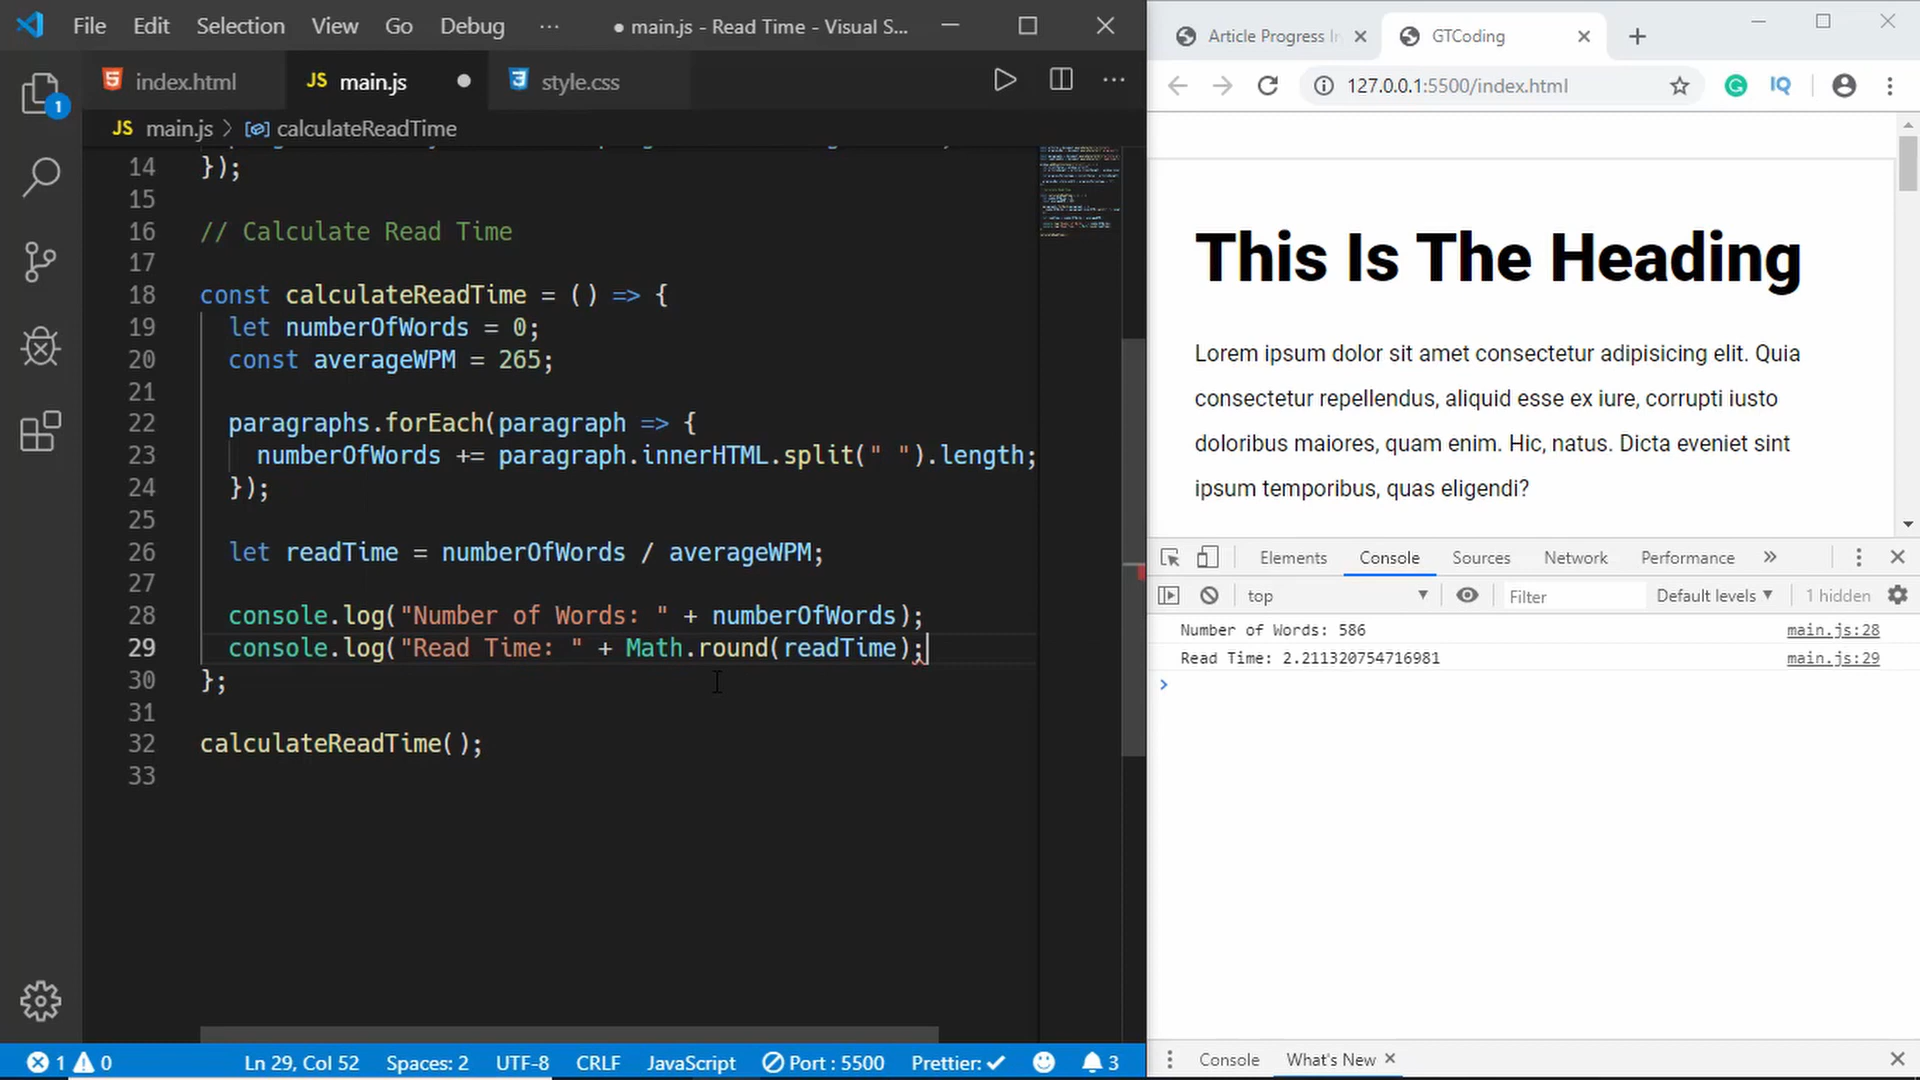 File Edit Selection View Go Debug ··· ● main.js - Read Time - Visual S...
index.html JS main.js ● style.css
JS main.js > calculateReadTime
1
14 });
15
16 // Calculate Read Time
17
18 const calculateReadTime = () => {
19 let numberOfWords = 0;
20 const averageWPM = 265;
21
22 paragraphs.forEach(paragraph => {
23 numberOfWords += paragraph.innerHTML.split(" ").length;
24 });
25
26 let readTime = numberOfWords / averageWPM;
27
28 console.log("Number of Words: " + numberOfWords);
29 console.log("Read Time: " + Math.round(readTime);
30 };
31
32 calculateReadTime();
33
1 0 Ln 29, Col 52 Spaces: 2 UTF-8 CRLF JavaScript Port : 5500 Prettier: ✓ 3
Article Progress In GTCoding
127.0.0.1:5500/index.html IQ
This Is The Heading
Lorem ipsum dolor sit amet consectetur adipisicing elit. Quia
consectetur repellendus, aliquid esse ex iure, corrupti iusto
doloribus maiores, quam enim. Hic, natus. Dicta eveniet sint
ipsum temporibus, quas eligendi?
Elements Console Sources Network Performance »
top Filter Default levels 1 hidden
Number of Words: 586 main.js:28
Read Time: 2.211320754716981 main.js:29
>
Console What's New